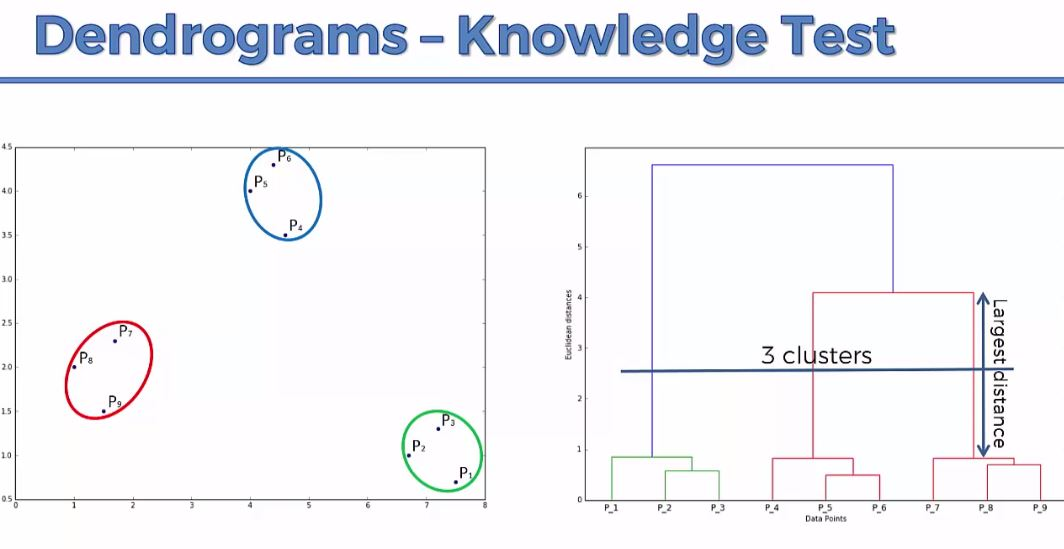 Dendrograms – Knowledge Test
4.5
4.0
3.5
3.0
2.5
2.0
1.5
1.0
0.5
0 1 2 3 4 5 6 7 8
P6
P5
P4
P7
P8
P9
P3
P2
P1
Euclidean distances
6
5
4
3
2
1
0
3 clusters
Largest distance
P_1 P_2 P_3 P_4 P_5 P_6 P_7 P_8 P_9
Data Points